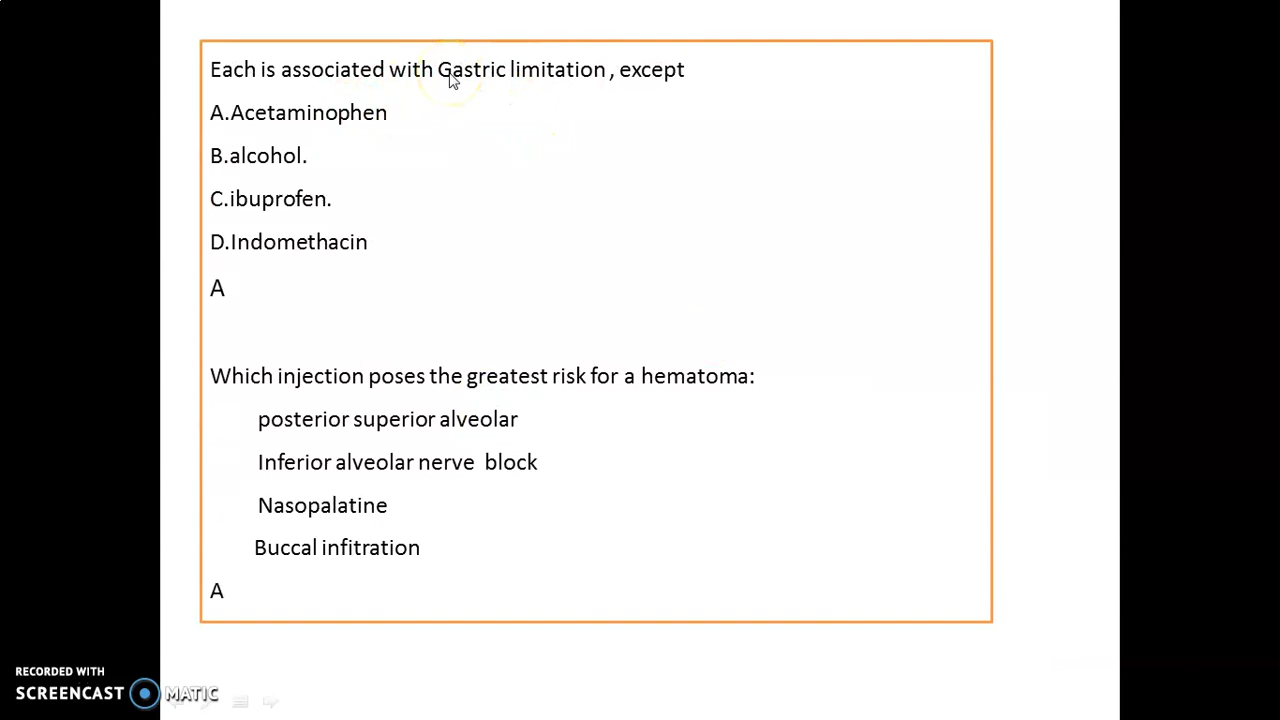 Each is associated with Gastric limitation , except
A.Acetaminophen
B.alcohol.
C.ibuprofen.
D.Indomethacin
A
Which injection poses the greatest risk for a hematoma:
posterior superior alveolar
Inferior alveolar nerve block
Nasopalatine
Buccal infitration
A
RECORDED WITH
SCREENCAST MATIC